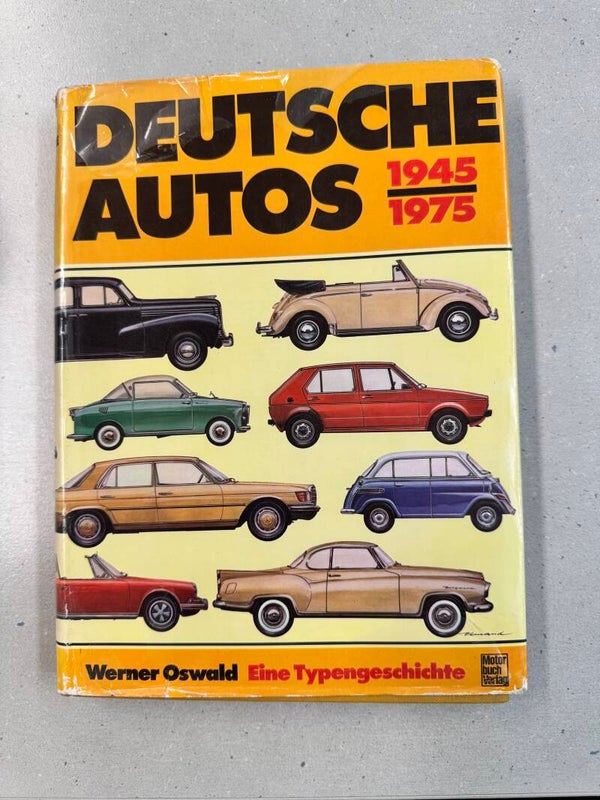 DEUTSCHE
AUTOS 1945
1975
Werner Oswald Eine Typengeschichte
Motor
buch
Verlag